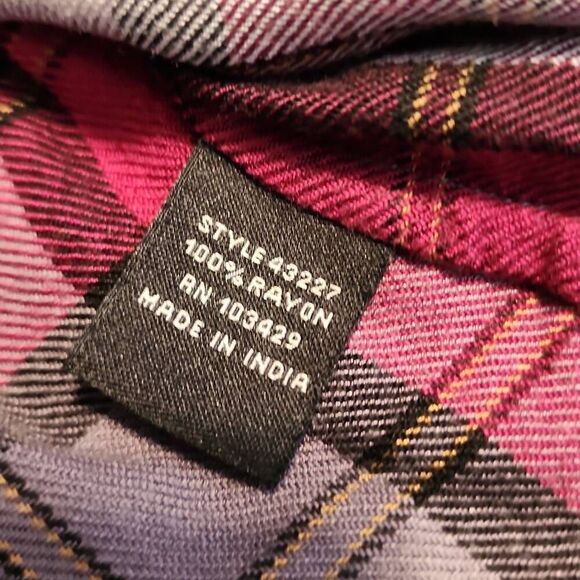 STYLE 43227
100% RAYON
RN 103429
MADE IN INDIA